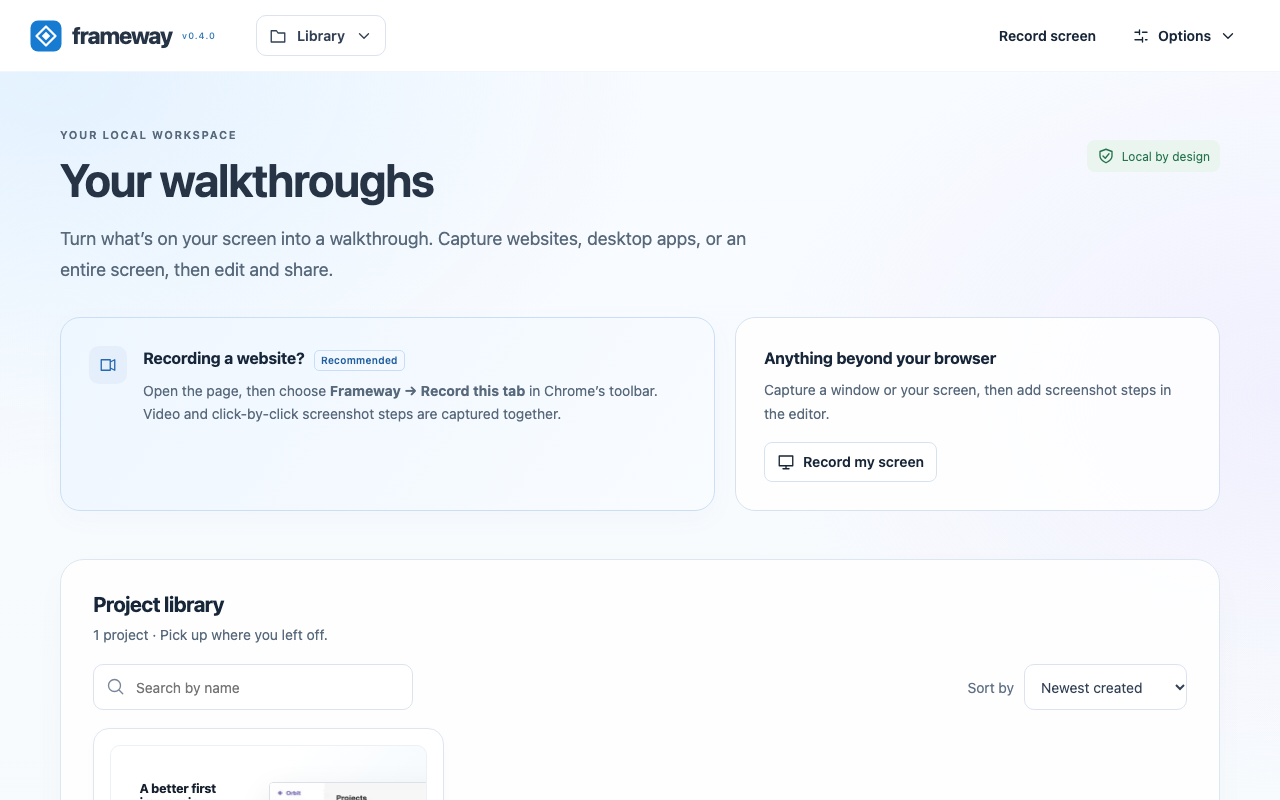 frameway v0.4.0
Library
Record screen
Options
YOUR LOCAL WORKSPACE
Your walkthroughs
Local by design
Turn what’s on your screen into a walkthrough. Capture websites, desktop apps, or an
entire screen, then edit and share.
Recording a website? Recommended
Open the page, then choose Frameway → Record this tab in Chrome’s toolbar.
Video and click-by-click screenshot steps are captured together.
Anything beyond your browser
Capture a window or your screen, then add screenshot steps in
the editor.
Record my screen
Project library
1 project · Pick up where you left off.
Search by name
Sort by
Newest created
A better first
Orbit
Projects